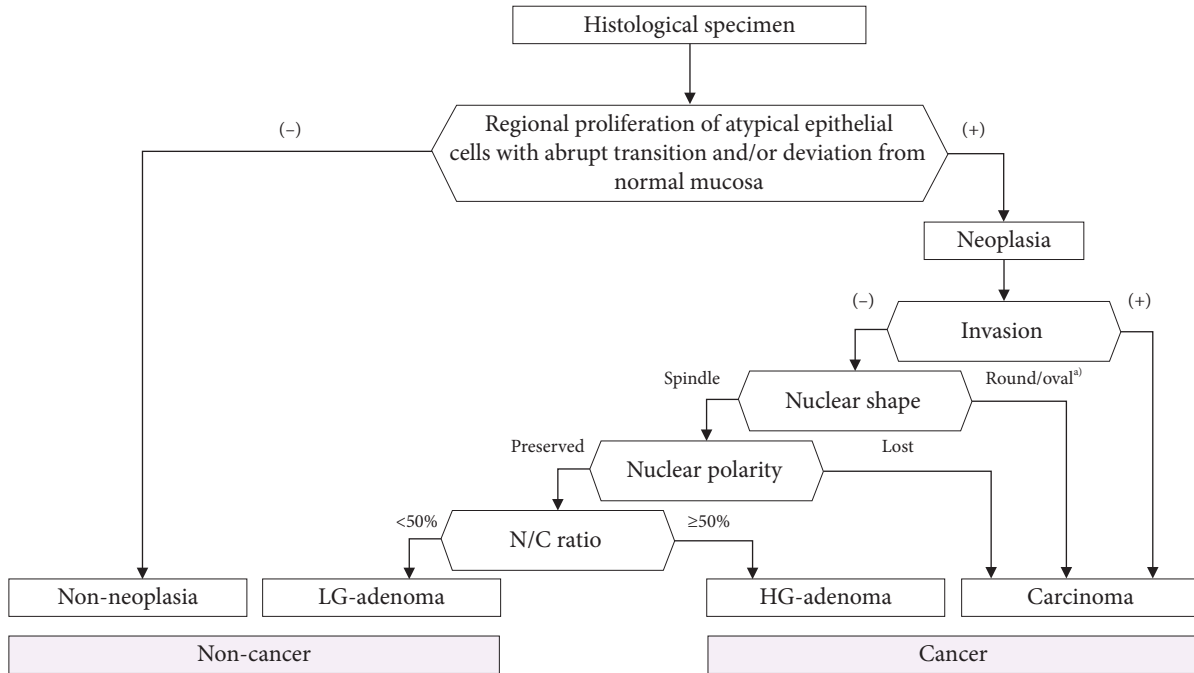 Histological specimen
(–)
Regional proliferation of atypical epithelial
cells with abrupt transition and/or deviation from
normal mucosa
(+)
Neoplasia
(–)
Invasion
(+)
Spindle
Nuclear shape
Round/oval a)
Preserved
Nuclear polarity
Lost
<50%
N/C ratio
≥50%
Non-neoplasia
LG-adenoma
HG-adenoma
Carcinoma
Non-cancer
Cancer